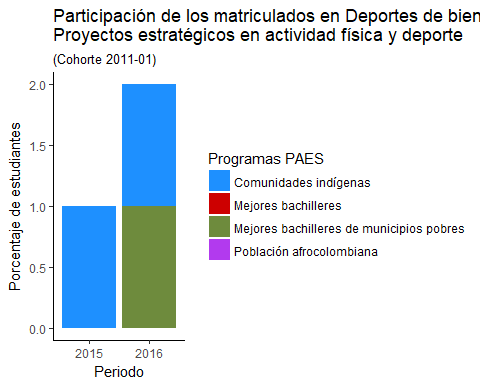 Participación de los matriculados en Deportes de bien
Proyectos estratégicos en actividad física y deporte
(Cohorte 2011-01)
Porcentaje de estudiantes
2.0
1.5
1.0
0.5
0.0
2015
2016
Periodo
Programas PAES
Comunidades indígenas
Mejores bachilleres
Mejores bachilleres de municipios pobres
Población afrocolombiana